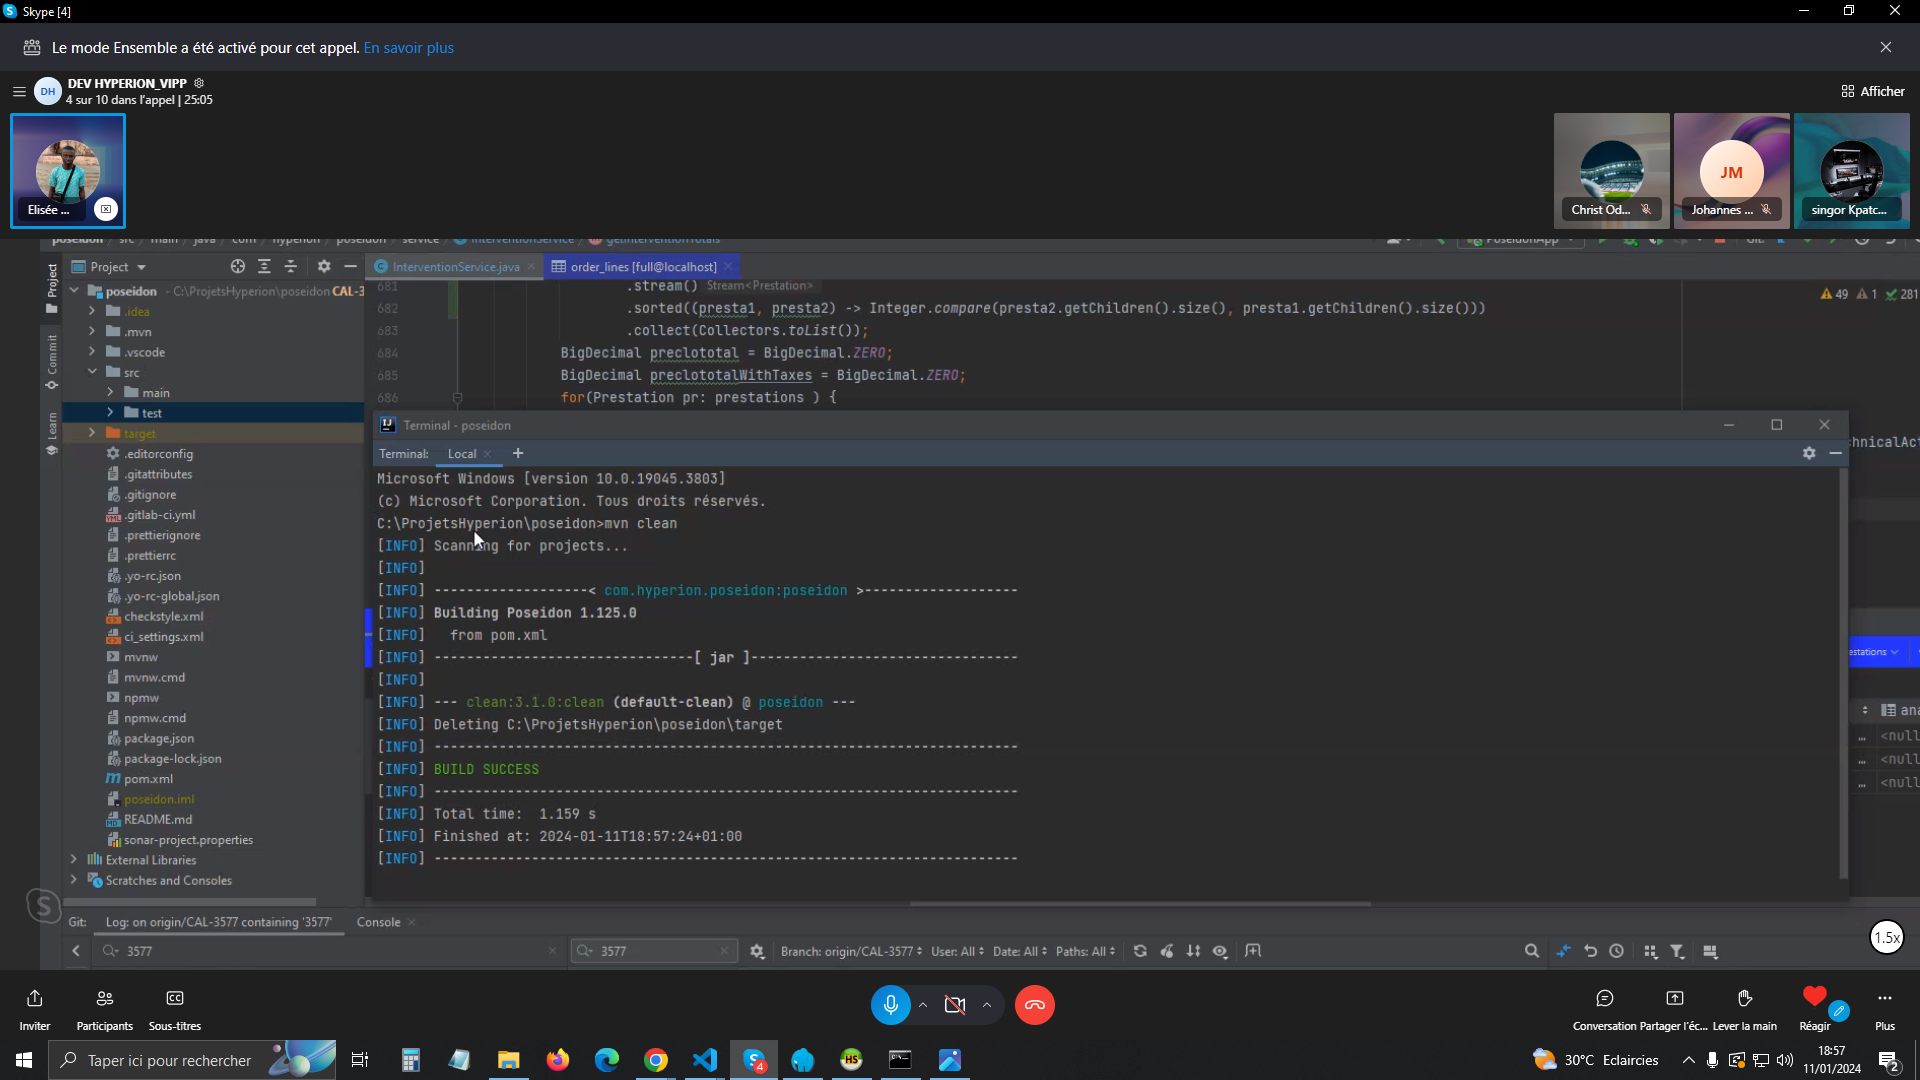 Skype [4]
Le mode Ensemble a été activé pour cet appel. En savoir plus
DH
DEV HYPERION_VIPP
4 sur 10 dans l'appel | 25:05
Afficher
Elisée ...
Christ Od...
JM
Johannes ...
singor Kpatc...
poseidon src main java com hyperion poseidon service InterventionService getInterventionTotals
PoseidonApp
Git:
Project
InterventionService.java
order_lines [full@localhost]
Project
Commit
Learn
poseidon - C:\ProjetsHyperion\poseidon CAL-3
.idea
.mvn
.vscode
src
main
test
target
.editorconfig
.gitattributes
.gitignore
.gitlab-ci.yml
.prettierignore
.prettierrc
.yo-rc.json
.yo-rc-global.json
checkstyle.xml
ci_settings.xml
mvnw
mvnw.cmd
npmw
npmw.cmd
package.json
package-lock.json
pom.xml
poseidon.iml
README.md
sonar-project.properties
External Libraries
Scratches and Consoles
681 .stream() Stream<Prestation>
49 1 281
682 .sorted((presta1, presta2) -> Integer.compare(presta2.getChildren().size(), presta1.getChildren().size()))
683 .collect(Collectors.toList());
684 BigDecimal preclototal = BigDecimal.ZERO;
685 BigDecimal preclototalWithTaxes = BigDecimal.ZERO;
686 for(Prestation pr: prestations ) {
Terminal - poseidon
hnicalAct
Terminal: Local +
Microsoft Windows [version 10.0.19045.3803]
(c) Microsoft Corporation. Tous droits réservés.
C:\ProjetsHyperion\poseidon>mvn clean
[INFO] Scanning for projects...
[INFO]
[INFO] -------------------< com.hyperion.poseidon:poseidon >-------------------
[INFO] Building Poseidon 1.125.0
[INFO]   from pom.xml
[INFO] --------------------------------[ jar ]---------------------------------
[INFO]
[INFO] --- clean:3.1.0:clean (default-clean) @ poseidon ---
[INFO] Deleting C:\ProjetsHyperion\poseidon\target
[INFO] ------------------------------------------------------------------------
[INFO] BUILD SUCCESS
[INFO] ------------------------------------------------------------------------
[INFO] Total time:  1.159 s
[INFO] Finished at: 2024-01-11T18:57:24+01:00
[INFO] ------------------------------------------------------------------------
estations
ana
... <null
... <null
... <null
Git: Log: on origin/CAL-3577 containing '3577' Console
3577
3577
Branch: origin/CAL-3577 User: All Date: All Paths: All
1.5x
Inviter
Participants
Sous-titres
Conversation
Partager l'éc...
Lever la main
Réagir
Plus
Taper ici pour rechercher
4
HS
30°C Eclaircies
18:57
11/01/2024
2